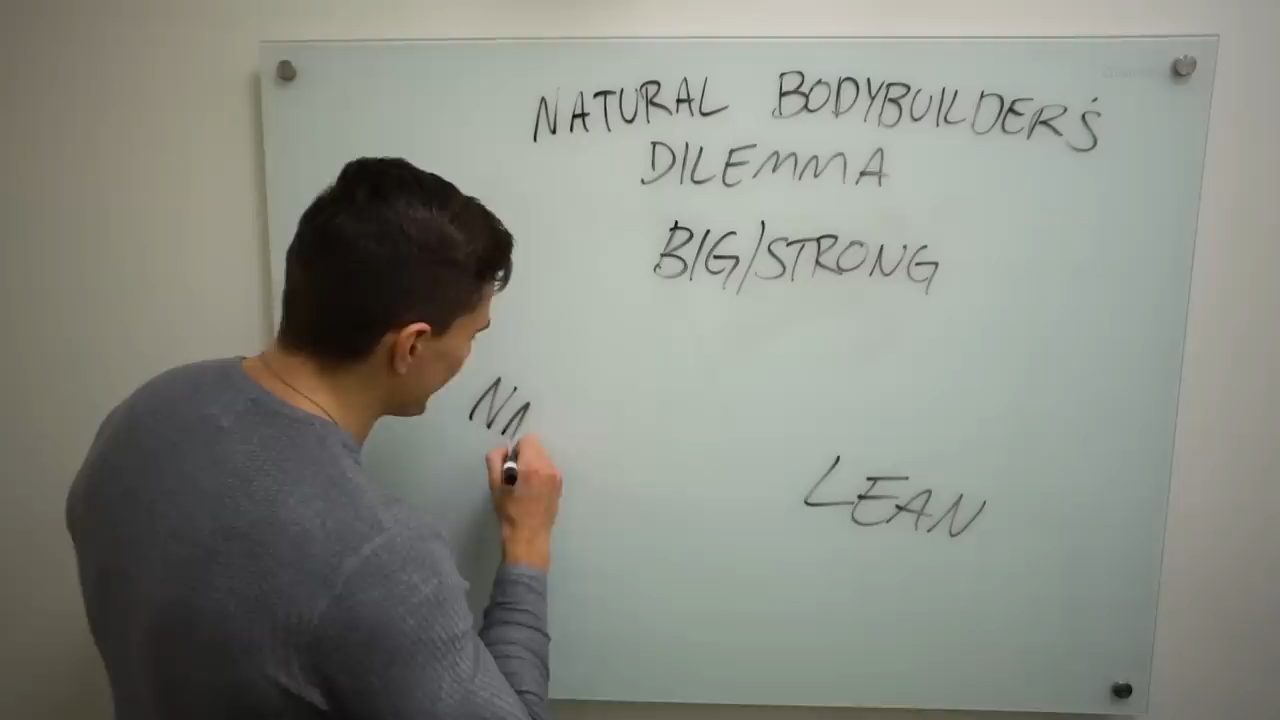 NATURAL BODYBUILDER'S
DILEMMA
BIG/STRONG
NA
LEAN